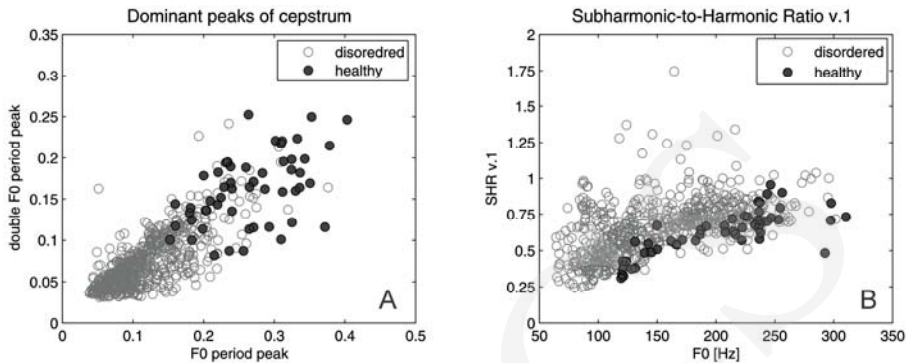 Dominant peaks of cepstrum
0.35
0.3
0.25
0.2
0.15
0.1
0.05
0
double F0 period peak
disoredred
healthy
A
0 0.1 0.2 0.3 0.4 0.5
F0 period peak
Subharmonic-to-Harmonic Ratio v.1
2
1.75
1.5
1.25
1
0.75
0.5
0.25
0
SHR v.1
disordered
healthy
B
50 100 150 200 250 300 350
F0 [Hz]